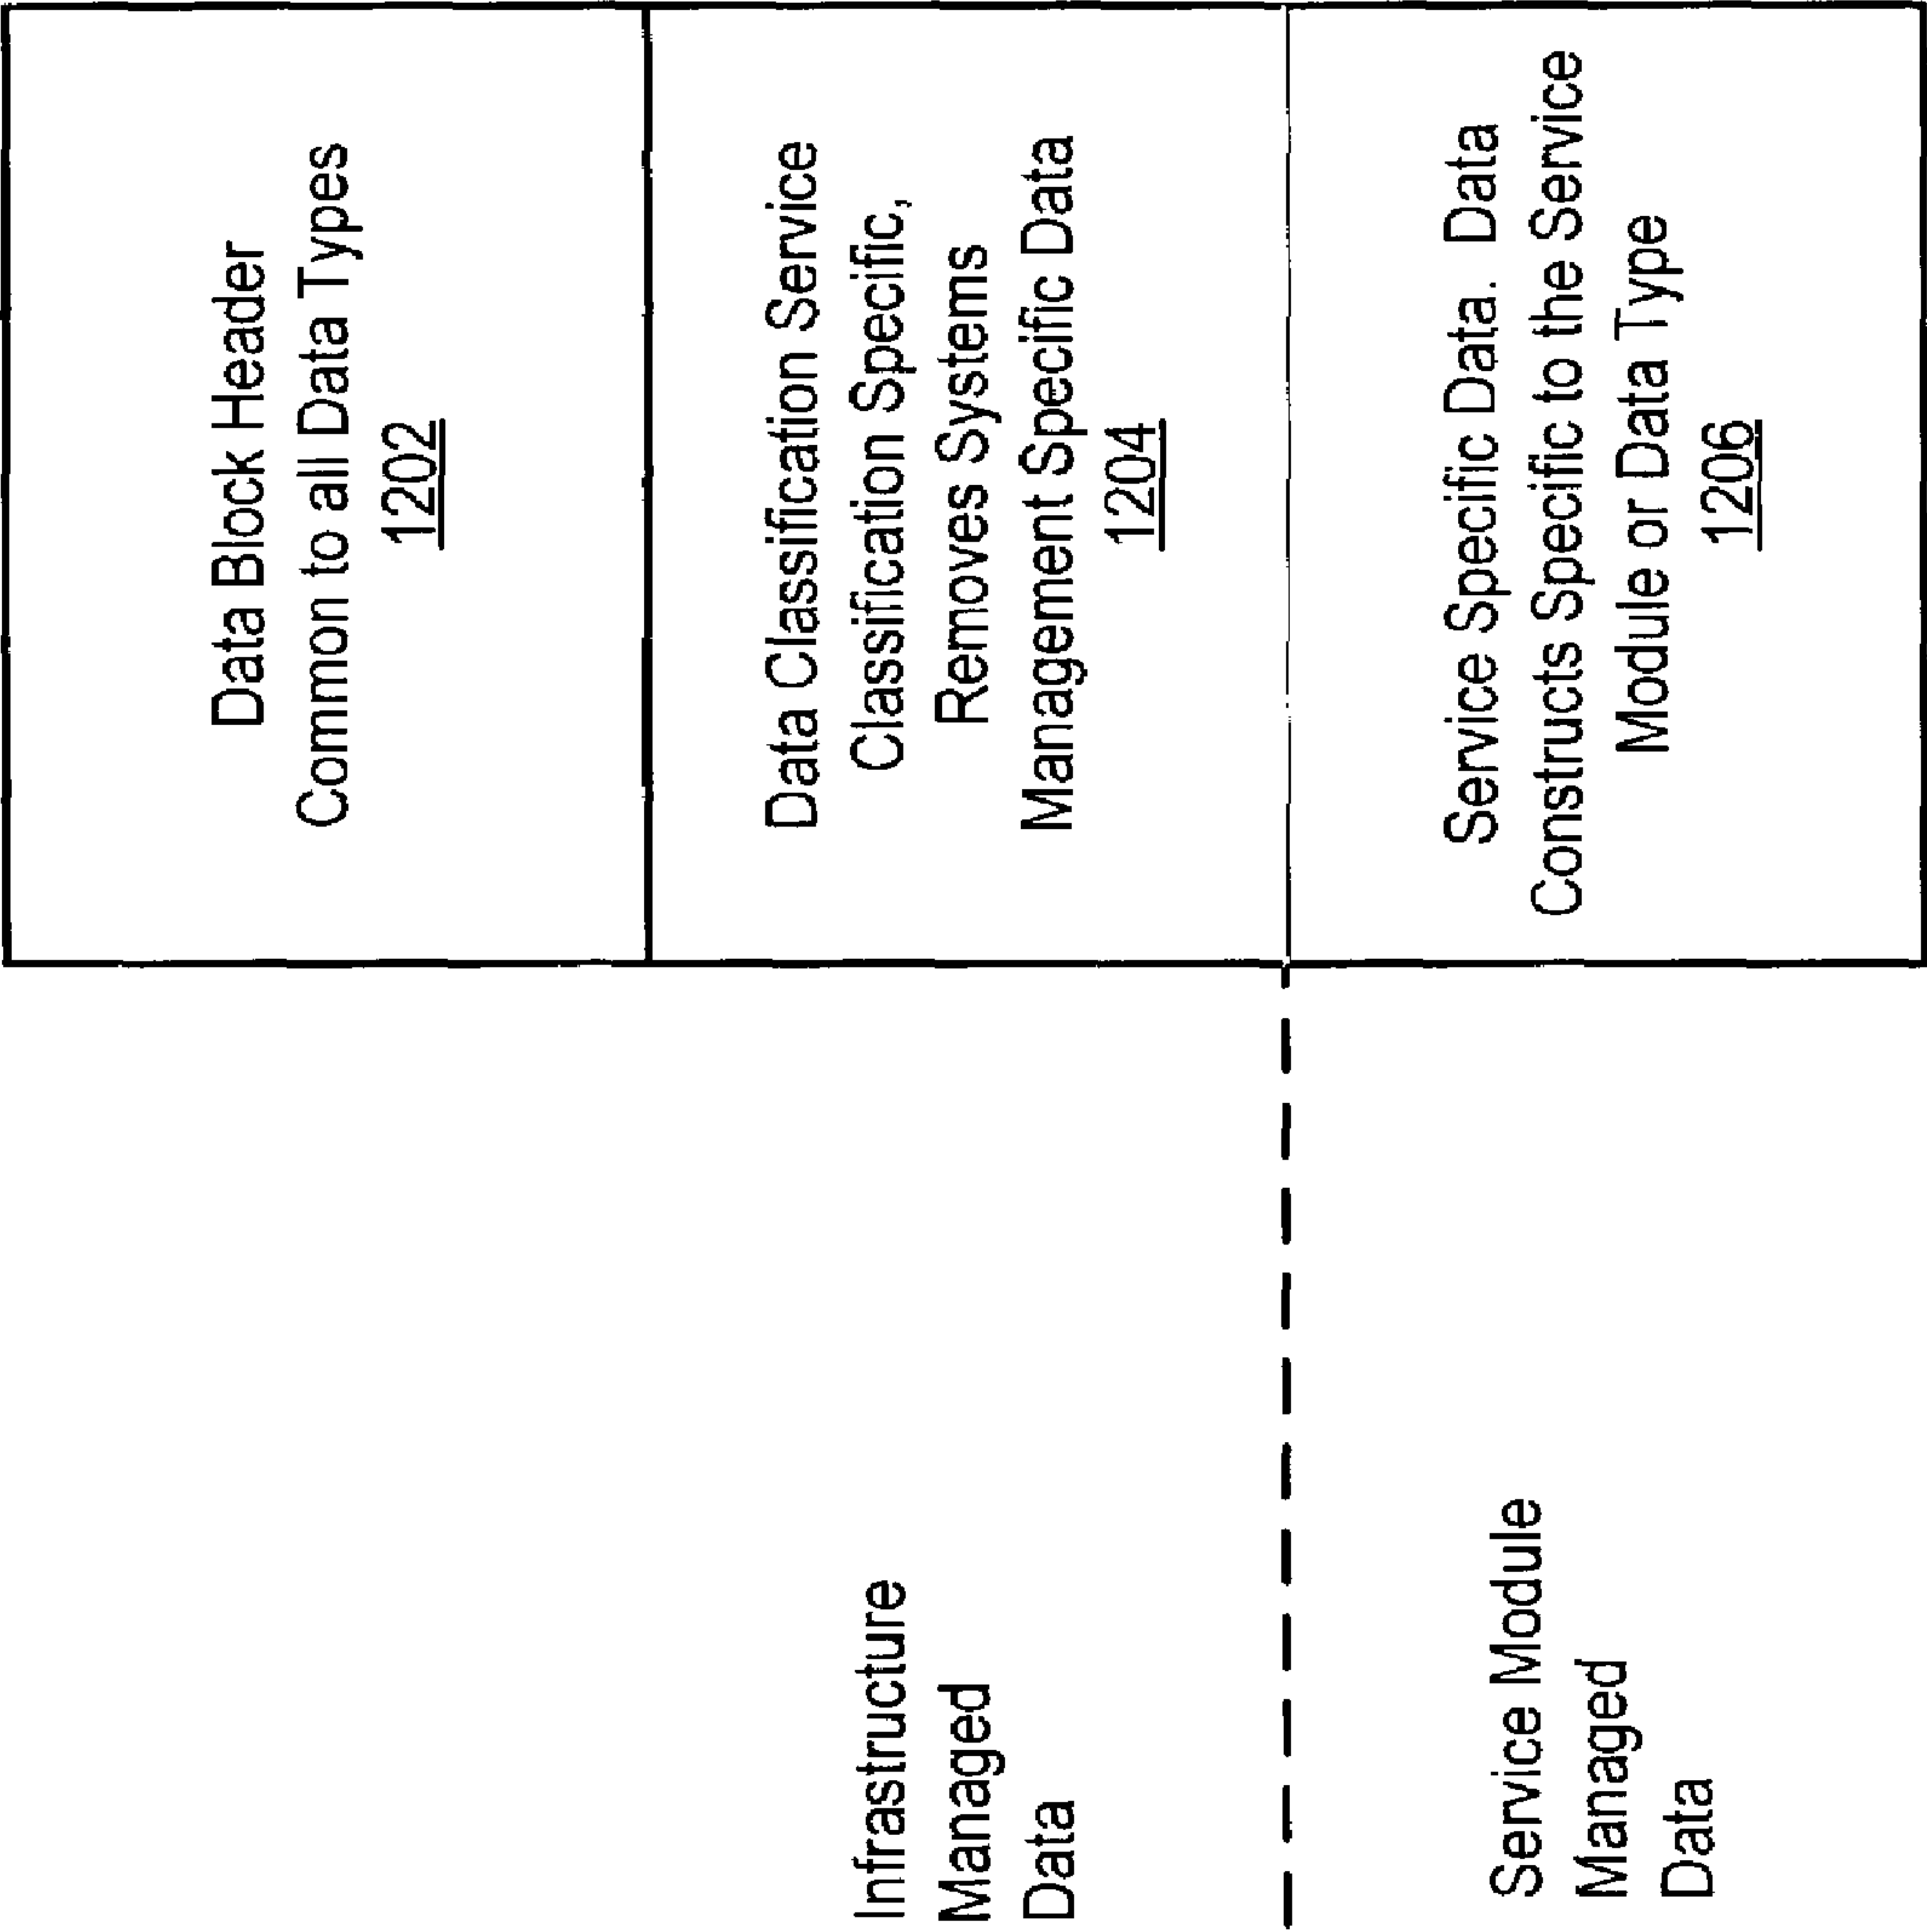 Data Block Header
Common to all Data Types
1202
Infrastructure
Managed
Data
Data Classification Service
Classification Specific,
Removes Systems
Management Specific Data
1204
Service Module
Managed
Data
Service Specific Data. Data
Constructs Specific to the Service
Module or Data Type
1206